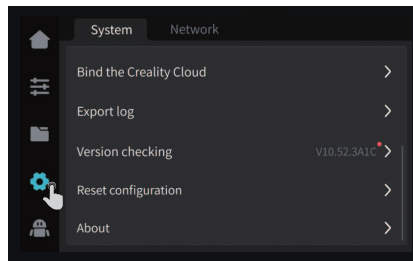 System
Network
Bind the Creality Cloud
Export log
Version checking
V10.52.3A1C
Reset configuration
About